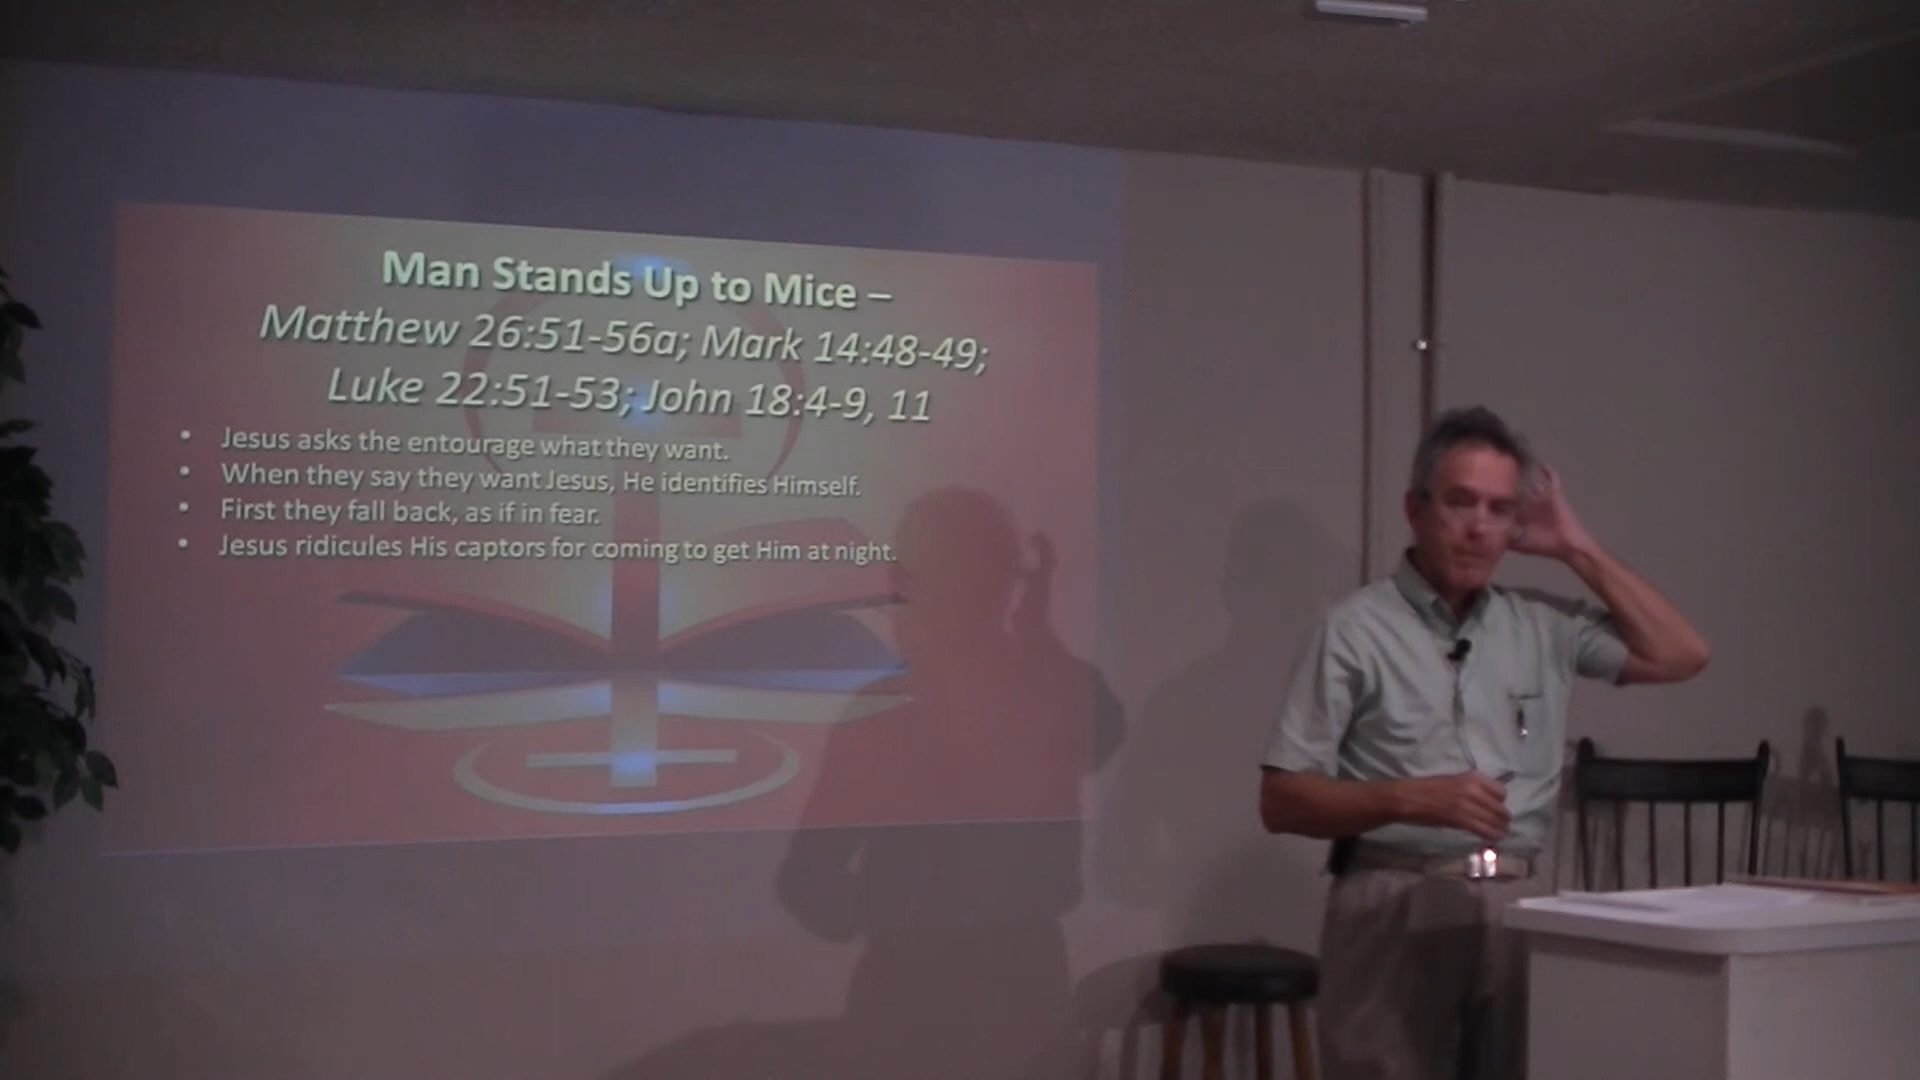 Man Stands Up to Mice –
Matthew 26:51-56a; Mark 14:48-49;
Luke 22:51-53; John 18:4-9, 11
• Jesus asks the entourage what they want.
• When they say they want Jesus, He identifies Himself.
• First they fall back, as if in fear.
• Jesus ridicules His captors for coming to get Him at night.